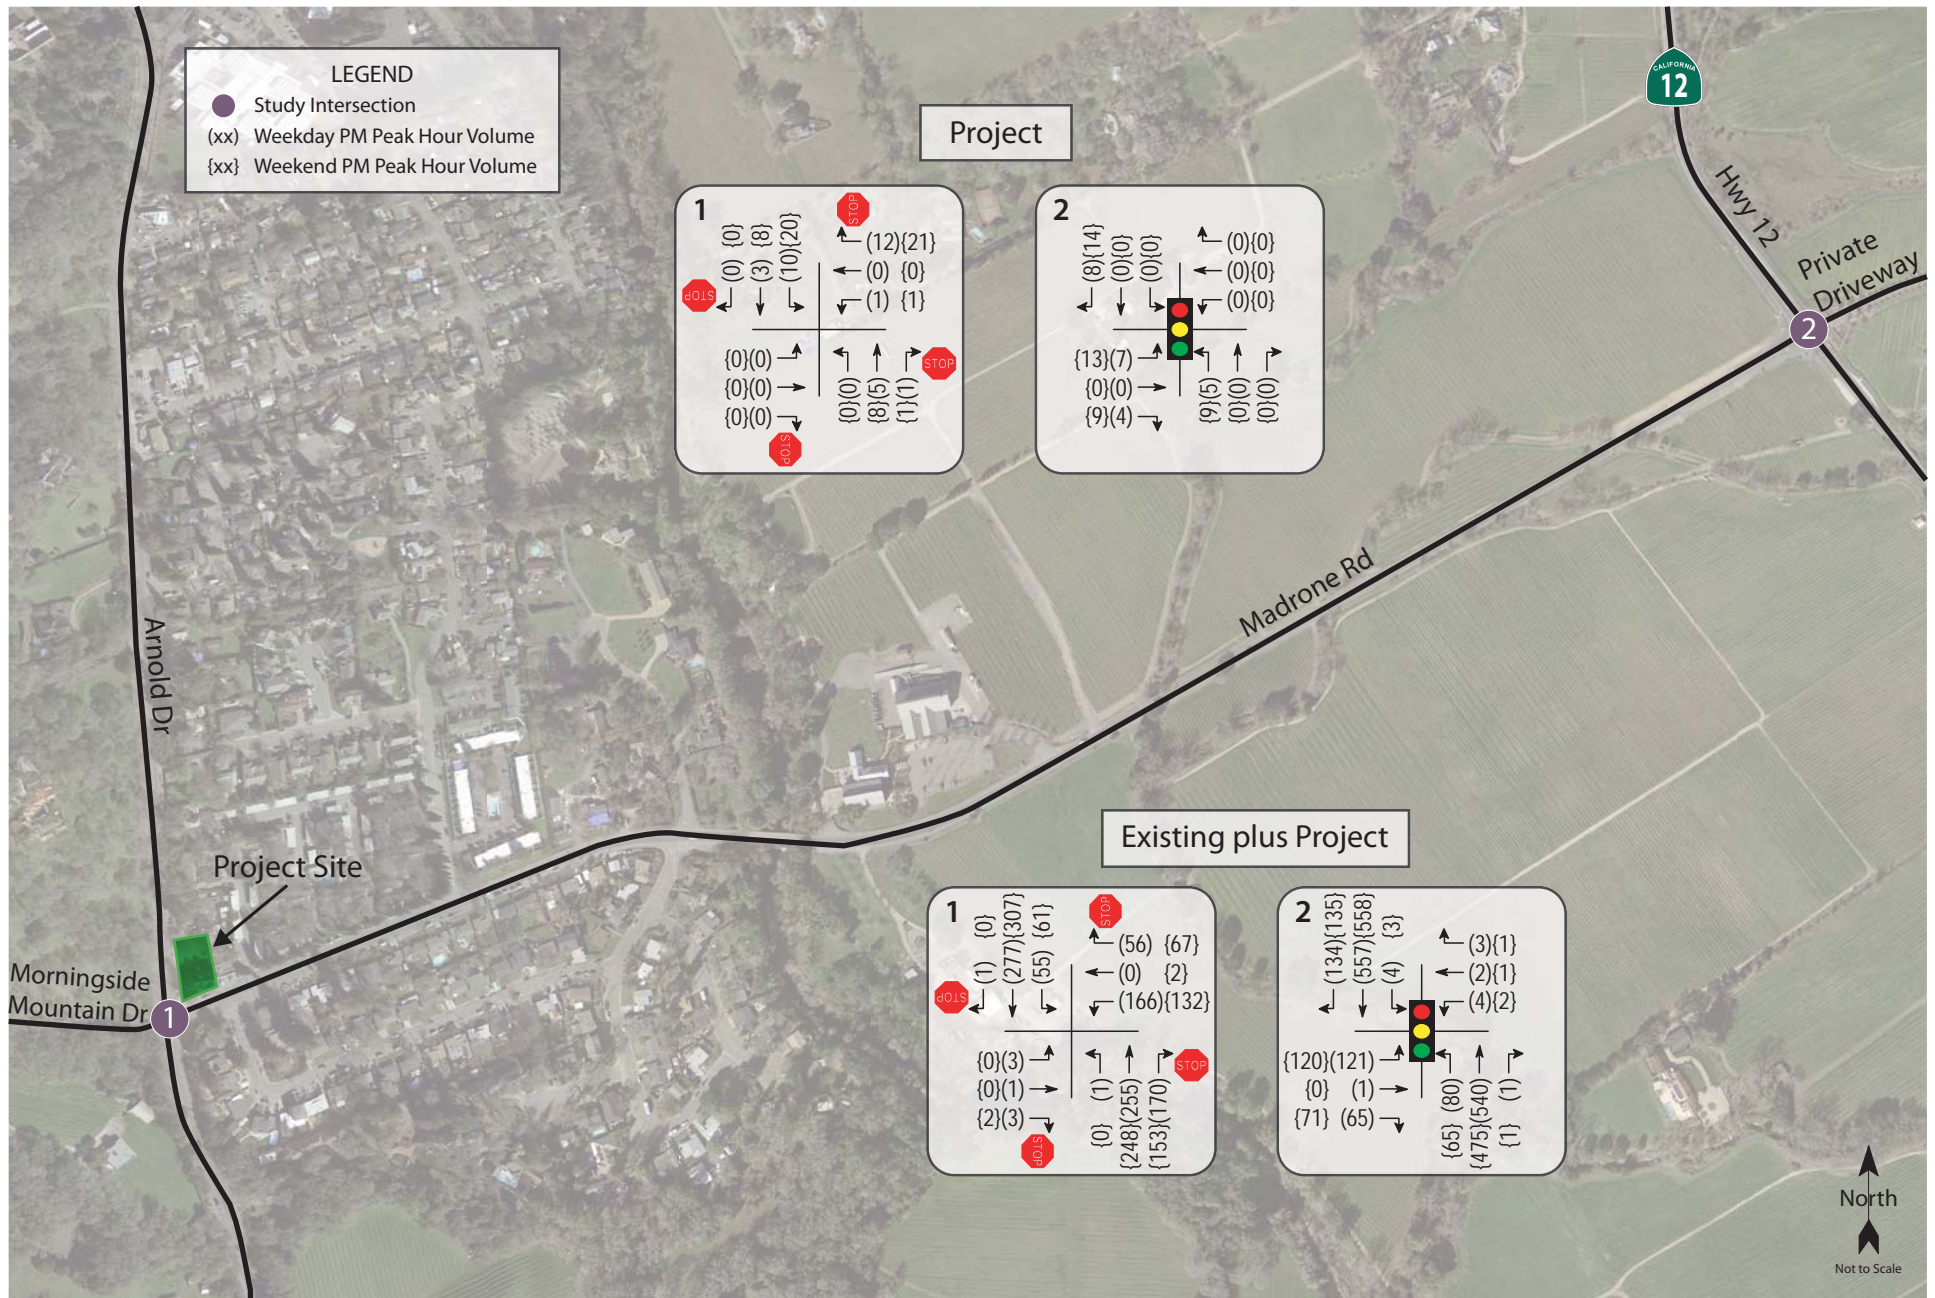 LEGEND
Study Intersection
(xx) Weekday PM Peak Hour Volume
{xx} Weekend PM Peak Hour Volume
CALIFORNIA
12
Hwy 12
Private
Driveway
2
Project
1
STOP
(0) {0}
(3) {8}
(10){20}
(12){21}
(0) {0}
(1) {1}
STOP
{0}(0)
{0}(0)
{0}(0)
{0}(0)
{8}(5)
{1}(1)
STOP
STOP
2
(8){14}
(0){0}
(0){0}
(0){0}
(0){0}
(0){0}
{13}(7)
{0}(0)
{9}(4)
{9}(5)
{0}(0)
{0}(0)
Madrone Rd
Arnold Dr
Project Site
Morningside
Mountain Dr
1
Existing plus Project
1
STOP
(1) {0}
(277){307}
(55) {61}
(56) {67}
(0) {2}
(166){132}
STOP
{0}(3)
{0}(1)
{2}(3)
{0} (1)
{248}(255)
{153}(170)
STOP
STOP
2
(134){135}
(557){558}
(4) {3}
(3){1}
(2){1}
(4){2}
{120}(121)
{0} (1)
{71} (65)
{65} (80)
{475}(540)
{1} (1)
North
Not to Scale